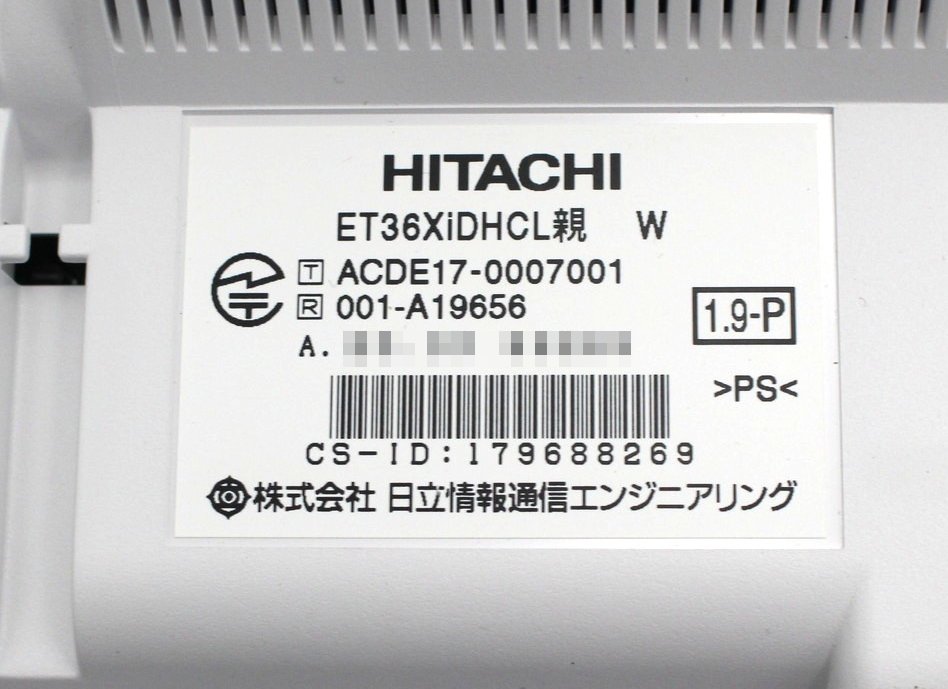 HITACHI
ET36XiDHCL親 W
T ACDE17-0007001
R 001-A19656
1.9-P
A.
>PS<
CS-ID:179688269
株式会社 日立情報通信エンジニアリング